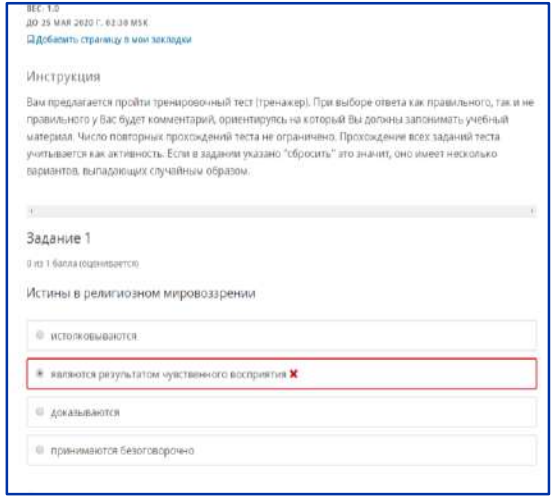 ВЕС: 1.0
ДО 25 МАЯ 2020 Г. 02:30 MSK
Добавить страницу в мои закладки
Инструкция
Вам предлагается пройти тренировочный тест (тренажер). При выборе ответа как правильного, так и не
правильного у Вас будет комментарий, ориентируясь на который Вы должны запоминать учебный
материал. Число повторных прохождений теста не ограничено. Прохождение всех заданий теста
учитывается как активность. Если в задании указано "сбросить" это значит, оно имеет несколько
вариантов, выпадающих случайным образом.
Задание 1
0 из 1 балла (оценивается)
Истины в религиозном мировоззрении
истолковываются
являются результатом чувственного восприятия
доказываются
принимаются безоговорочно